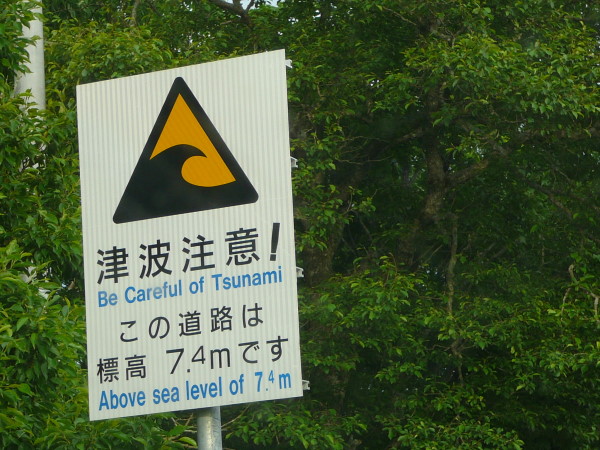 津波注意!
Be Careful of Tsunami
この道路は
標高 7.4mです
Above sea level of 7.4 m